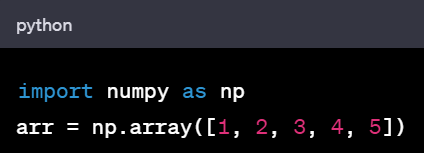 python
import numpy as np
arr = np.array([1, 2, 3, 4, 5])